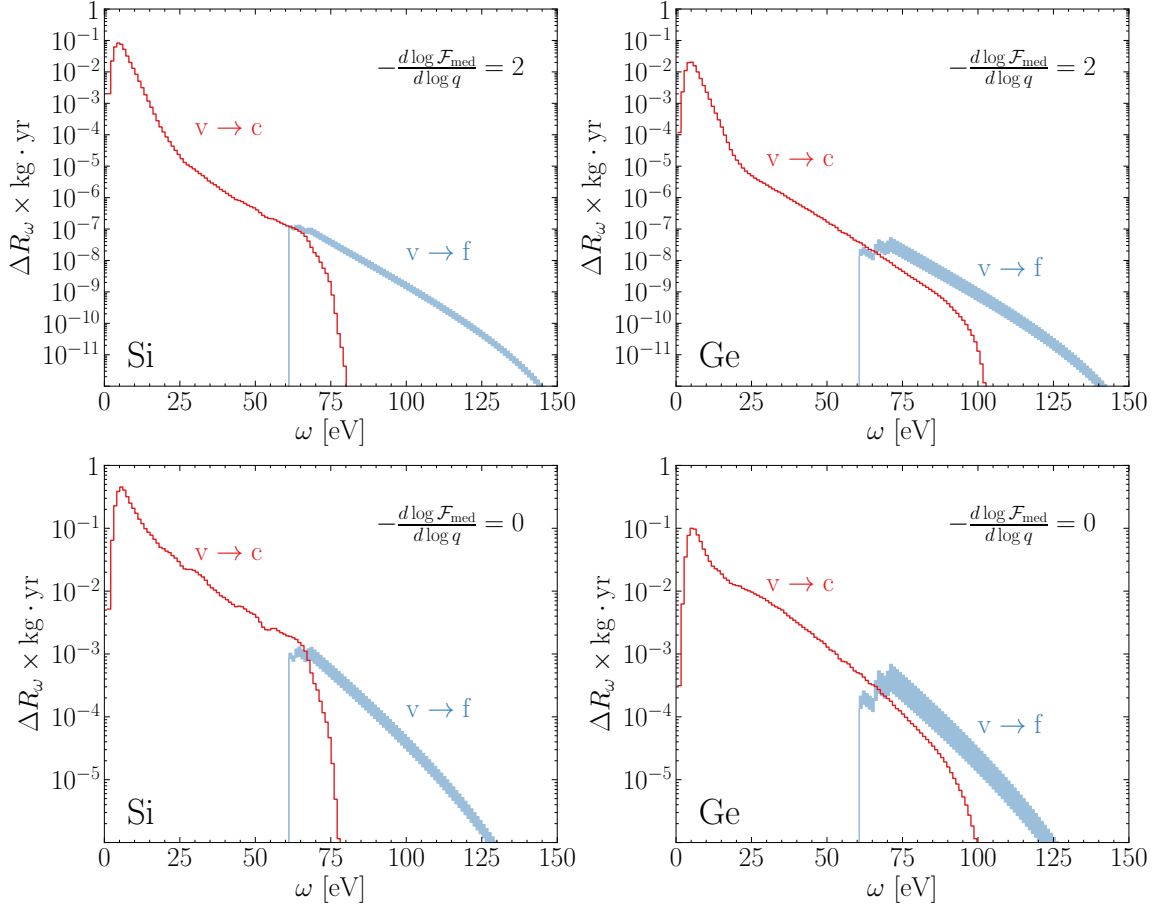 1
10⁻¹
10⁻²
10⁻³
10⁻⁴
10⁻⁵
10⁻⁶
10⁻⁷
10⁻⁸
10⁻⁹
10⁻¹⁰
10⁻¹¹
ΔR_ω × kg · yr
−d log F_med / d log q = 2
v → c
v → f
Si
0 25 50 75 100 125 150
ω [eV]
1
10⁻¹
10⁻²
10⁻³
10⁻⁴
10⁻⁵
10⁻⁶
10⁻⁷
10⁻⁸
10⁻⁹
10⁻¹⁰
10⁻¹¹
ΔR_ω × kg · yr
−d log F_med / d log q = 2
v → c
v → f
Ge
0 25 50 75 100 125 150
ω [eV]
1
10⁻¹
10⁻²
10⁻³
10⁻⁴
10⁻⁵
ΔR_ω × kg · yr
−d log F_med / d log q = 0
v → c
v → f
Si
0 25 50 75 100 125 150
ω [eV]
1
10⁻¹
10⁻²
10⁻³
10⁻⁴
10⁻⁵
ΔR_ω × kg · yr
−d log F_med / d log q = 0
v → c
v → f
Ge
0 25 50 75 100 125 150
ω [eV]